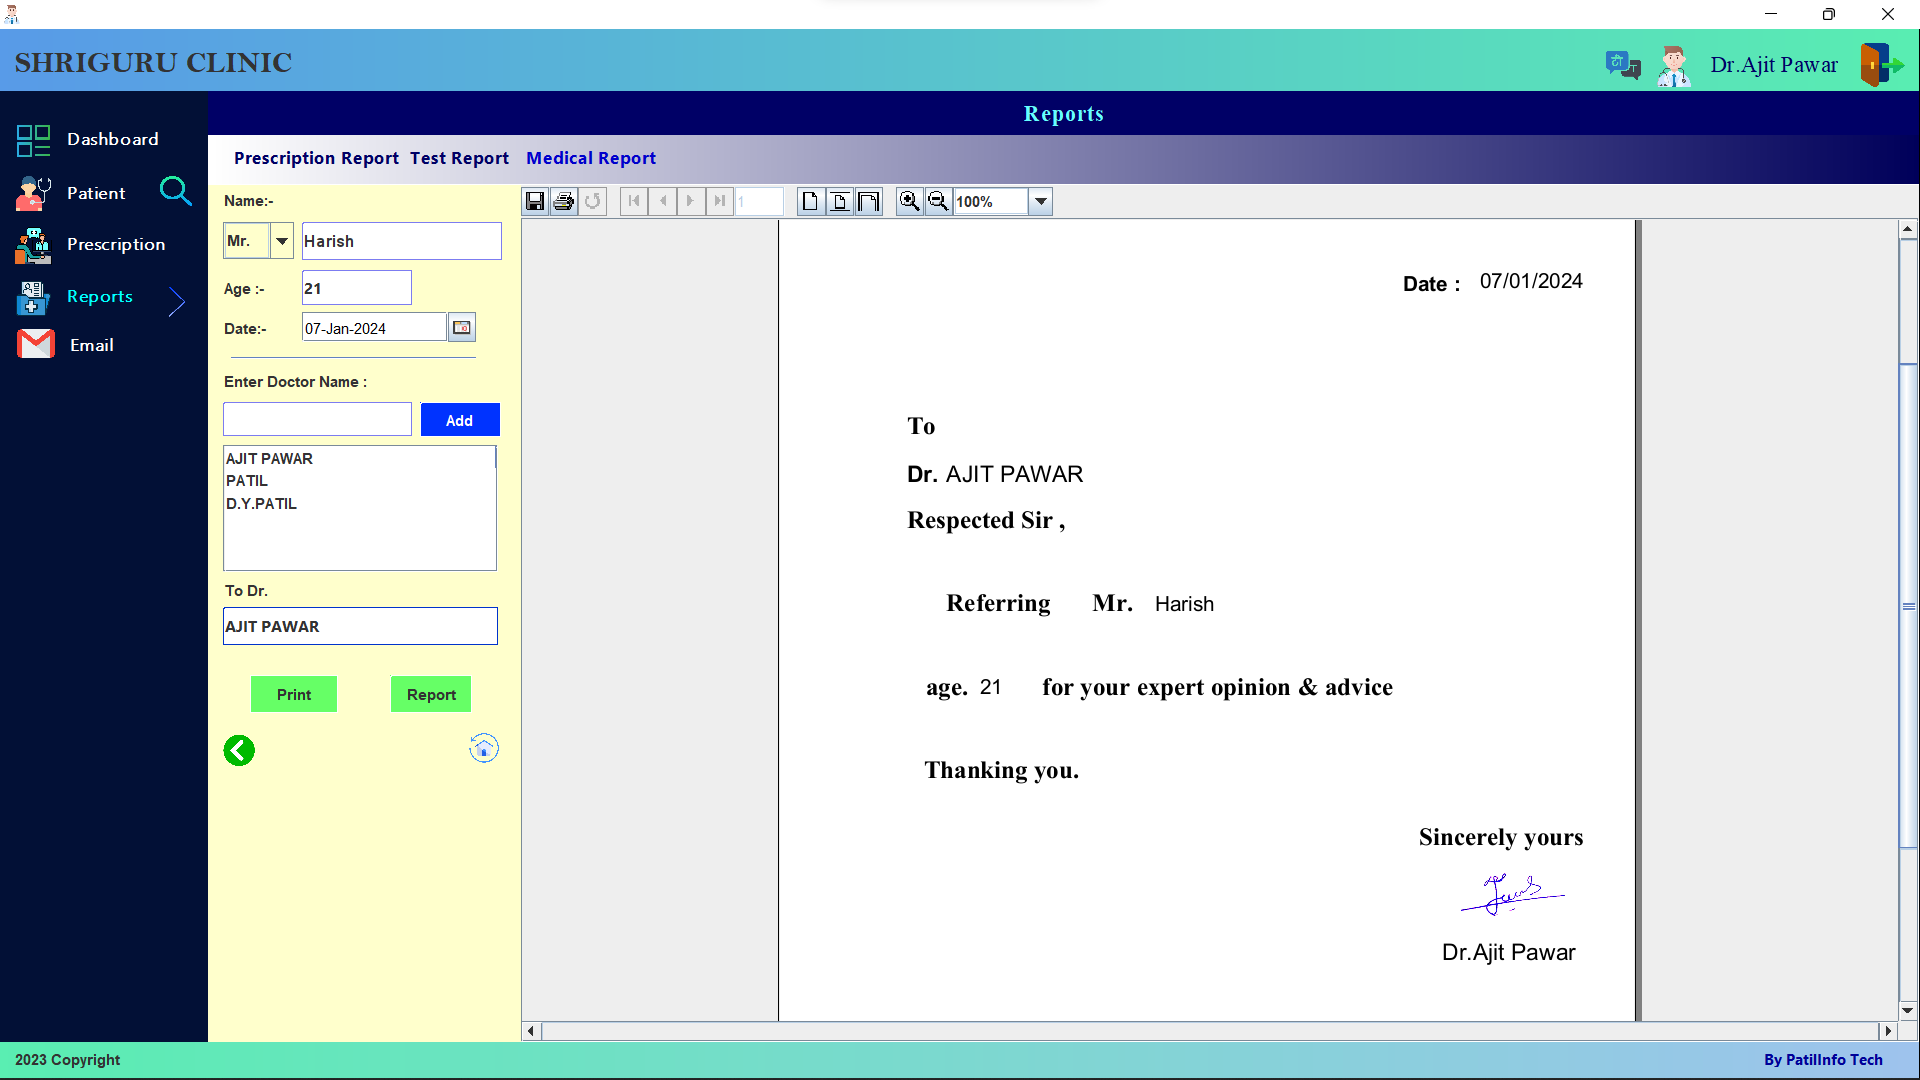 SHRIGURU CLINIC
Dr.Ajit Pawar
Dashboard
Patient
Prescription
Reports
Email
Reports
Prescription Report Test Report Medical Report
Name:-
Mr. Harish
Age :- 21
Date:- 07-Jan-2024
Enter Doctor Name :
Add
AJIT PAWAR
PATIL
D.Y.PATIL
To Dr.
AJIT PAWAR
Print Report
1 100%
Date : 07/01/2024
To
Dr. AJIT PAWAR
Respected Sir ,
Referring Mr. Harish
age. 21 for your expert opinion & advice
Thanking you.
Sincerely yours
Dr.Ajit Pawar
2023 Copyright
By PatilInfo Tech